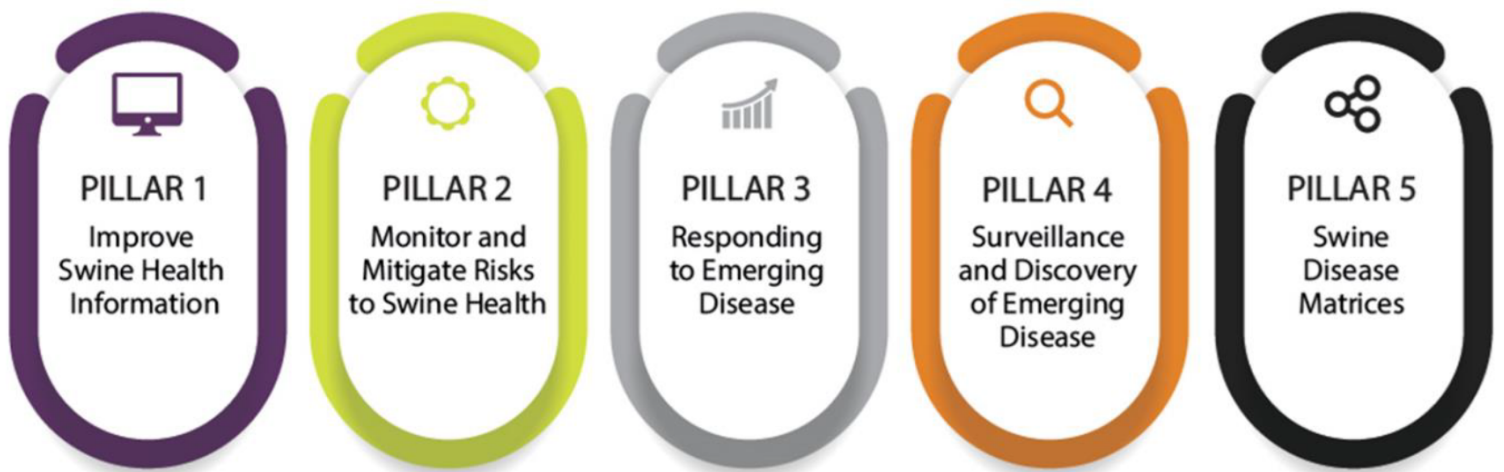 PILLAR 1
Improve
Swine Health
Information
PILLAR 2
Monitor and
Mitigate Risks
to Swine Health
PILLAR 3
Responding
to Emerging
Disease
PILLAR 4
Surveillance
and Discovery
of Emerging
Disease
PILLAR 5
Swine
Disease
Matrices